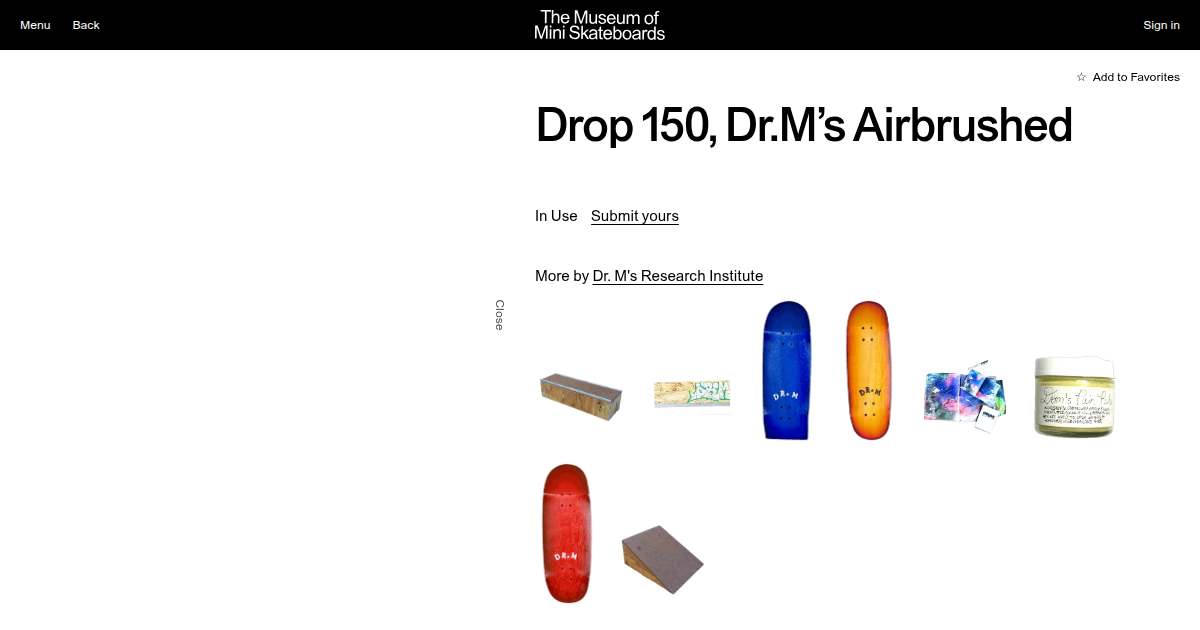 Menu
Back
The Museum of
Mini Skateboards
Sign in
☆ Add to Favorites
Drop 150, Dr.M’s Airbrushed
In Use Submit yours
More by Dr. M's Research Institute
Close
DR.M
DR.M
DR.M